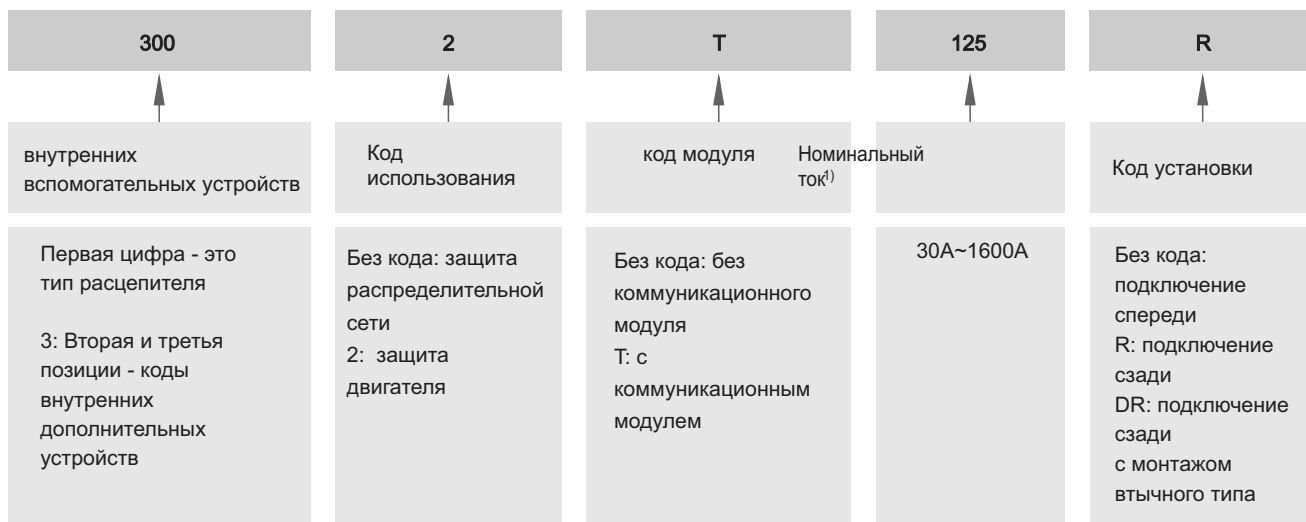 300
2
T
125
R
внутренних
вспомогательных устройств
Код
использования
код модуля
Номинальный
ток1)
Код установки
Первая цифра - это
тип расцепителя
3: Вторая и третья
позиции - коды
внутренних
дополнительных
устройств
Без кода: защита
распределительной
сети
2: защита
двигателя
Без кода: без
коммуникационного
модуля
T: с
коммуникационным
модулем
30A~1600A
Без кода:
подключение
спереди
R: подключение
сзади
DR: подключение
сзади
с монтажом
втычного типа